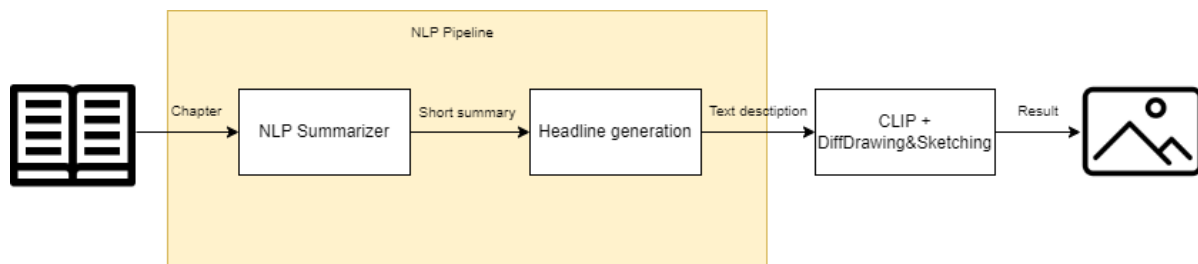 NLP Pipeline
Chapter
NLP Summarizer
Short summary
Headline generation
Text desctiption
CLIP +
DiffDrawing&Sketching
Result